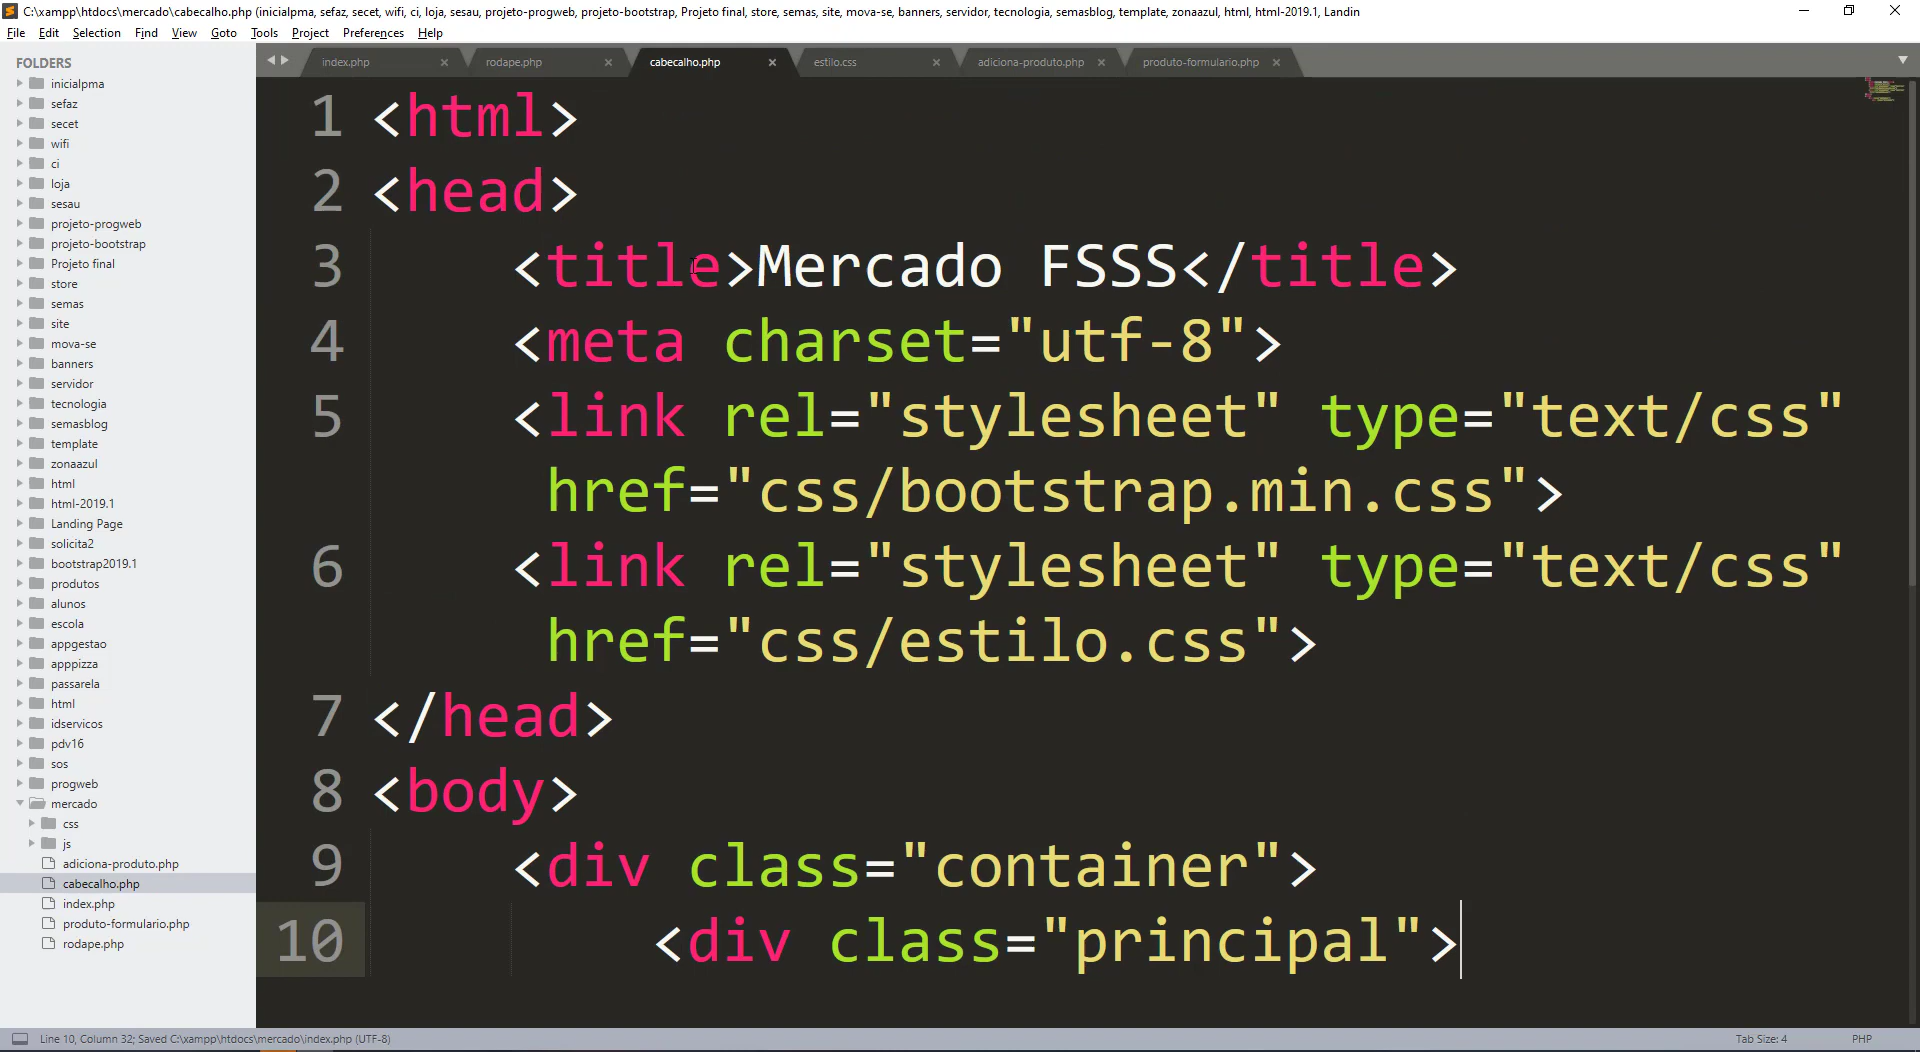 C:\xampp\htdocs\mercado\cabecalho.php (inicialpma, sefaz, secet, wifi, ci, loja, sesau, projeto-progweb, projeto-bootstrap, Projeto final, store, semas, site, mova-se, banners, servidor, tecnologia, semasblog, template, zonaazul, html, html-2019.1, Landin
File Edit Selection Find View Goto Tools Project Preferences Help
FOLDERS
inicialpma
sefaz
secet
wifi
ci
loja
sesau
projeto-progweb
projeto-bootstrap
Projeto final
store
semas
site
mova-se
banners
servidor
tecnologia
semasblog
template
zonaazul
html
html-2019.1
Landing Page
solicita2
bootstrap2019.1
produtos
alunos
escola
appgestao
apppizza
passarela
html
idservicos
pdv16
sos
progweb
mercado
css
js
adiciona-produto.php
cabecalho.php
index.php
produto-formulario.php
rodape.php
index.php rodape.php cabecalho.php estilo.css adiciona-produto.php produto-formulario.php
1 <html>
2 <head>
3 <title>Mercado FSSS</title>
4 <meta charset="utf-8">
5 <link rel="stylesheet" type="text/css"
href="css/bootstrap.min.css">
6 <link rel="stylesheet" type="text/css"
href="css/estilo.css">
7 </head>
8 <body>
9 <div class="container">
10 <div class="principal">
Line 10, Column 32; Saved C:\xampp\htdocs\mercado\index.php (UTF-8) Tab Size: 4 PHP